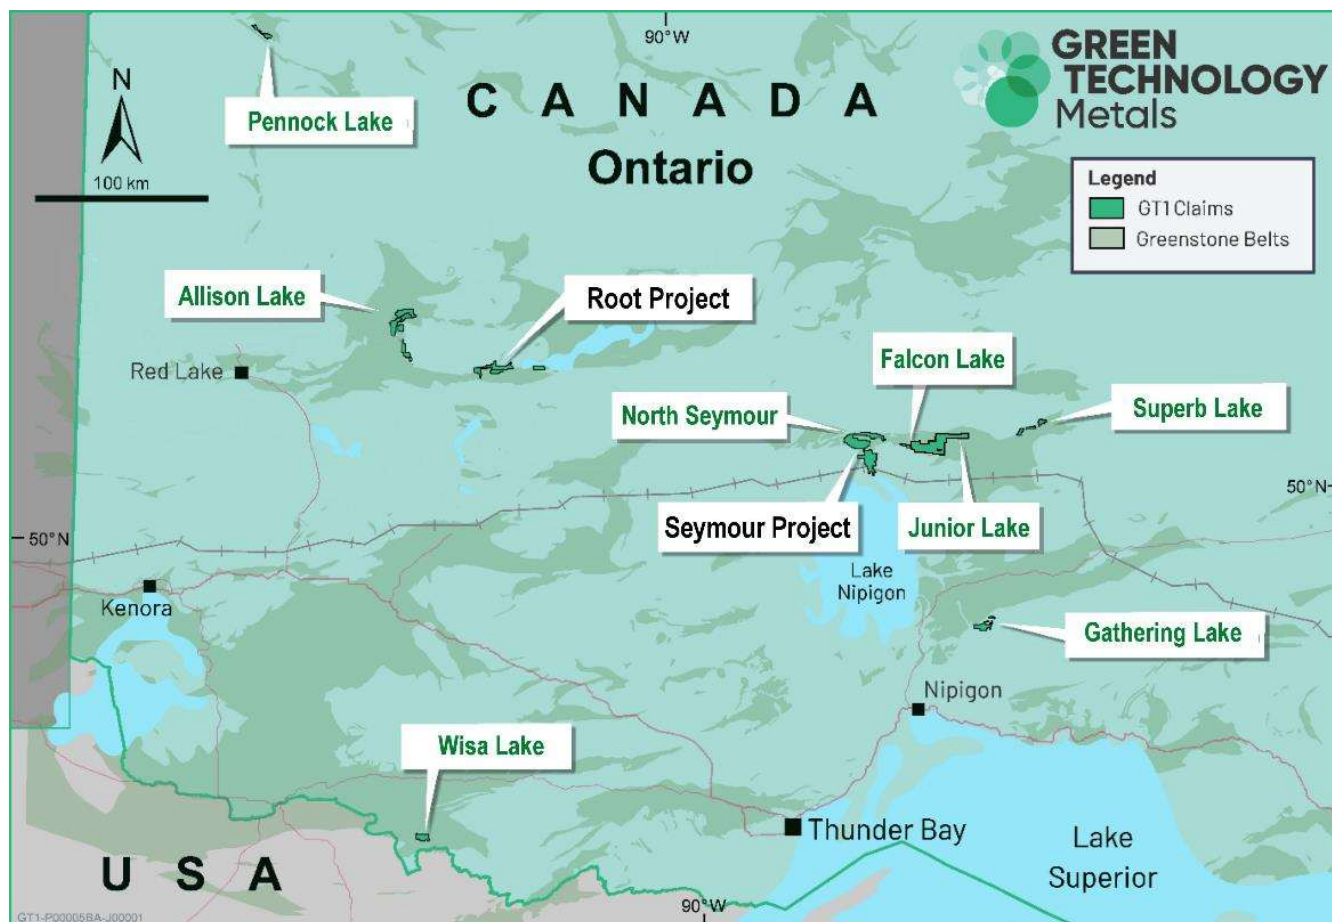 90°W
GREEN
TECHNOLOGY
Metals
N
Pennock Lake
CANADA
Ontario
100 km
Legend
GT1 Claims
Greenstone Belts
Allison Lake
Root Project
Red Lake
Falcon Lake
North Seymour
Superb Lake
50°N
Seymour Project
Junior Lake
50°N
Lake
Nipigon
Kenora
Gathering Lake
Nipigon
Wisa Lake
Thunder Bay
Lake
Superior
USA
90°W
GT1-P00005BA-J00001